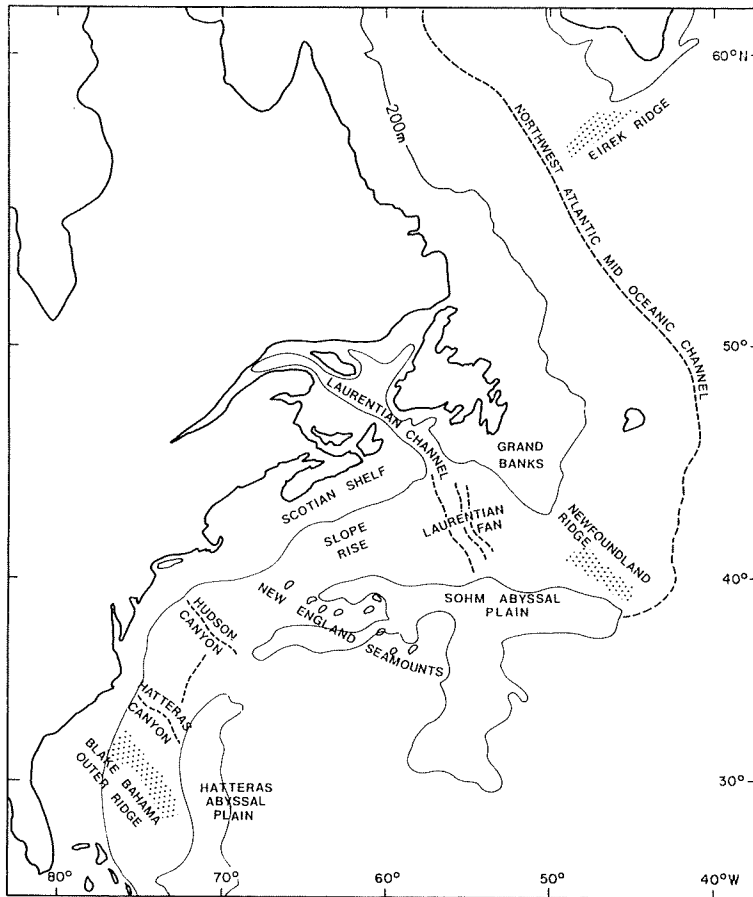 60°N
200m
NORTHWEST ATLANTIC MID OCEANIC CHANNEL
EIREK RIDGE
50°
LAURENTIAN CHANNEL
GRAND
BANKS
SCOTIAN SHELF
SLOPE
RISE
LAURENTIAN
FAN
NEWFOUNDLAND
RIDGE
40°
SOHM ABYSSAL
PLAIN
NEW ENGLAND SEAMOUNTS
HUDSON
CANYON
HATTERAS
CANYON
BLAKE BAHAMA
OUTER RIDGE
HATTERAS
ABYSSAL
PLAIN
30°
80° 70° 60° 50° 40°W